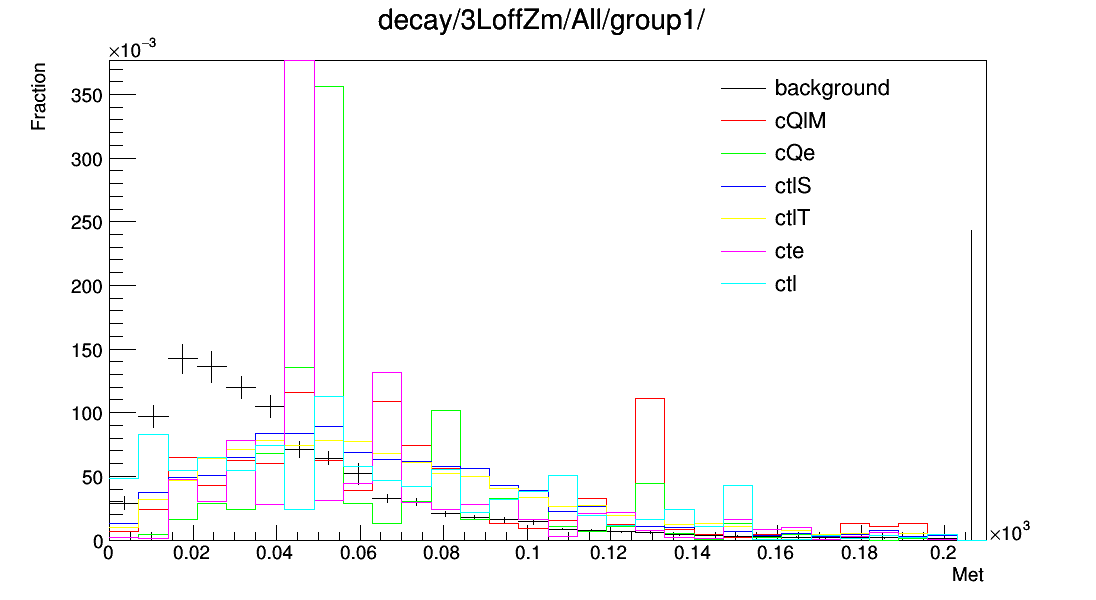 decay/3LoffZm/All/group1/
×10⁻³
Fraction
350
300
250
200
150
100
50
0
background
cQlM
cQe
ctlS
ctlT
cte
ctl
0 0.02 0.04 0.06 0.08 0.1 0.12 0.14 0.16 0.18 0.2
×10³
Met